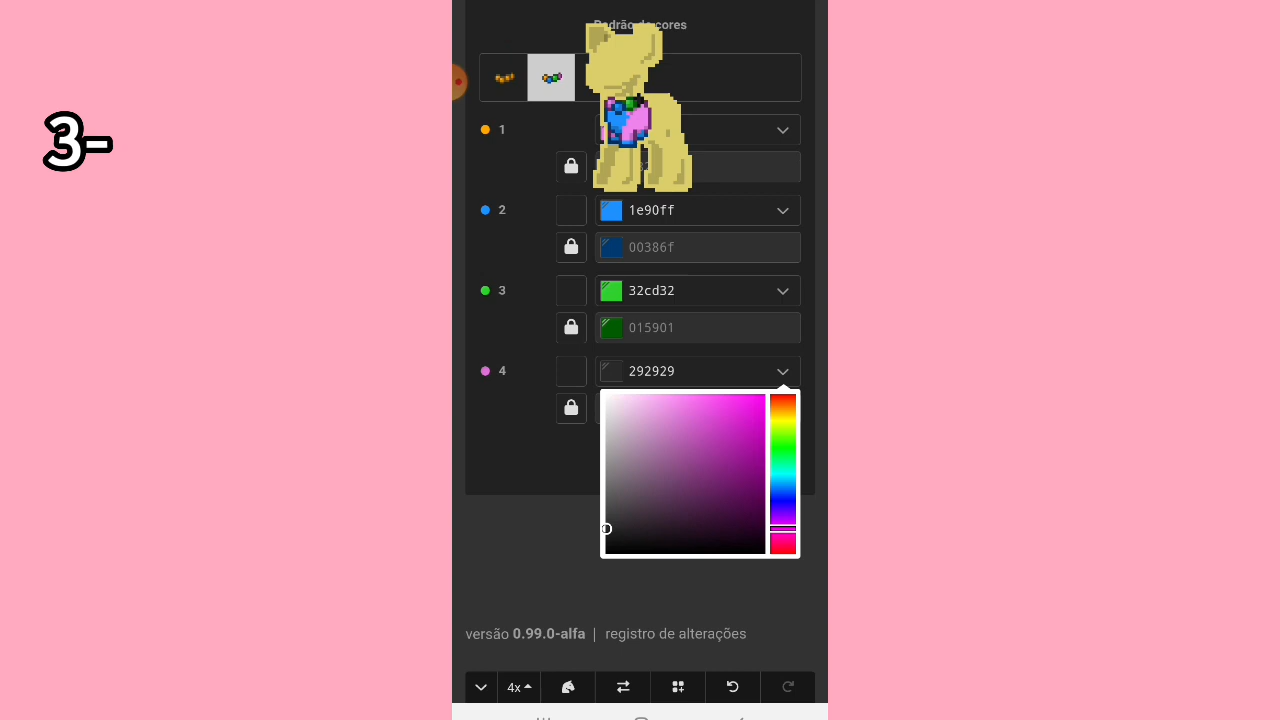 3-
Padrão de cores
1
2
1e90ff
00386f
3
32cd32
015901
4
292929
versão 0.99.0-alfa | registro de alterações
4x